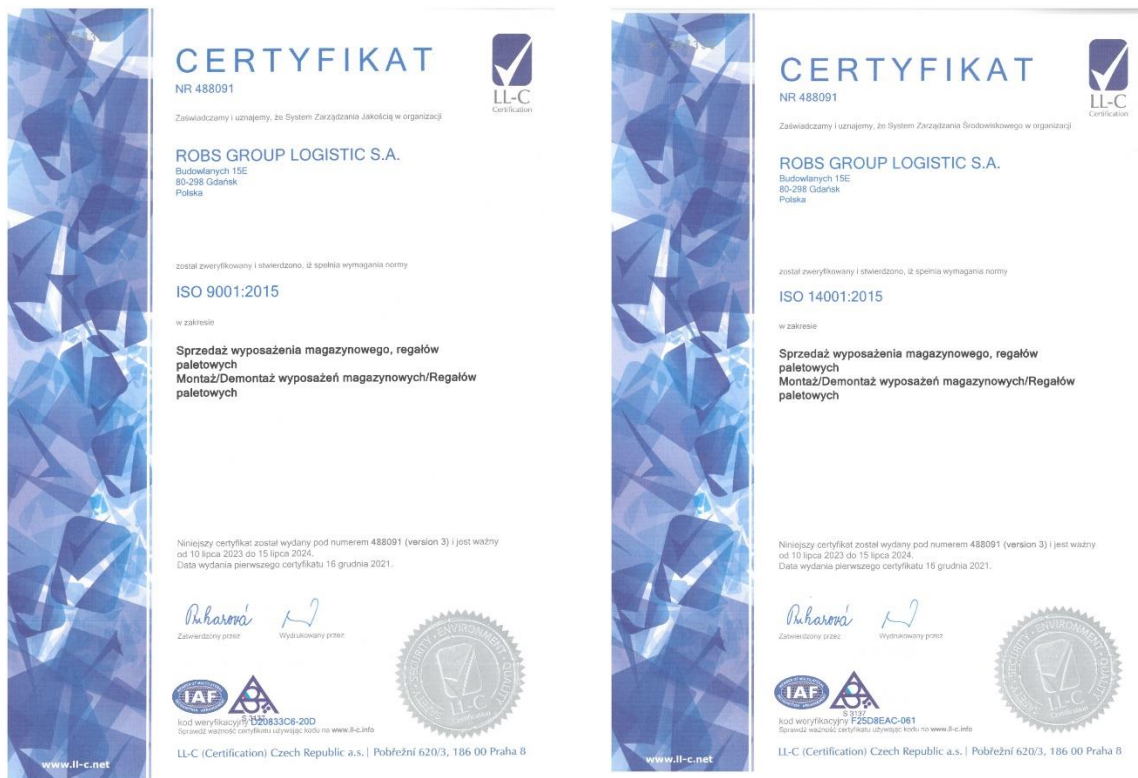 CERTYFIKAT
NR 488091
LL-C
Certification
Zaświadczamy i uznajemy, że System Zarządzania Jakością w organizacji
ROBS GROUP LOGISTIC S.A.
Budowlanych 15E
80-298 Gdańsk
Polska
został zweryfikowany i stwierdzono, iż spełnia wymagania normy
ISO 9001:2015
w zakresie
Sprzedaż wyposażenia magazynowego, regałów
paletowych
Montaż/Demontaż wyposażeń magazynowych/Regałów
paletowych
Niniejszy certyfikat został wydany pod numerem 488091 (version 3) i jest ważny
od 10 lipca 2023 do 15 lipca 2024.
Data wydania pierwszego certyfikatu 16 grudnia 2021.
Zatwierdzony przez
Wydrukowany przez
IAF
S 3137
kod weryfikacyjny D20833C6-20D
Sprawdź ważność certyfikatu używając kodu na www.ll-c.info
LL-C
Certification
LL-C (Certification) Czech Republic a.s. | Pobřežní 620/3, 186 00 Praha 8
www.ll-c.net
CERTYFIKAT
NR 488091
LL-C
Certification
Zaświadczamy i uznajemy, że System Zarządzania Środowiskowego w organizacji
ROBS GROUP LOGISTIC S.A.
Budowlanych 15E
80-298 Gdańsk
Polska
został zweryfikowany i stwierdzono, iż spełnia wymagania normy
ISO 14001:2015
w zakresie
Sprzedaż wyposażenia magazynowego, regałów
paletowych
Montaż/Demontaż wyposażeń magazynowych/Regałów
paletowych
Niniejszy certyfikat został wydany pod numerem 488091 (version 3) i jest ważny
od 10 lipca 2023 do 15 lipca 2024.
Data wydania pierwszego certyfikatu 16 grudnia 2021.
Zatwierdzony przez
Wydrukowany przez
IAF
S 3137
kod weryfikacyjny F25D8EAC-061
Sprawdź ważność certyfikatu używając kodu na www.ll-c.info
LL-C
Certification
LL-C (Certification) Czech Republic a.s. | Pobřežní 620/3, 186 00 Praha 8
www.ll-c.net